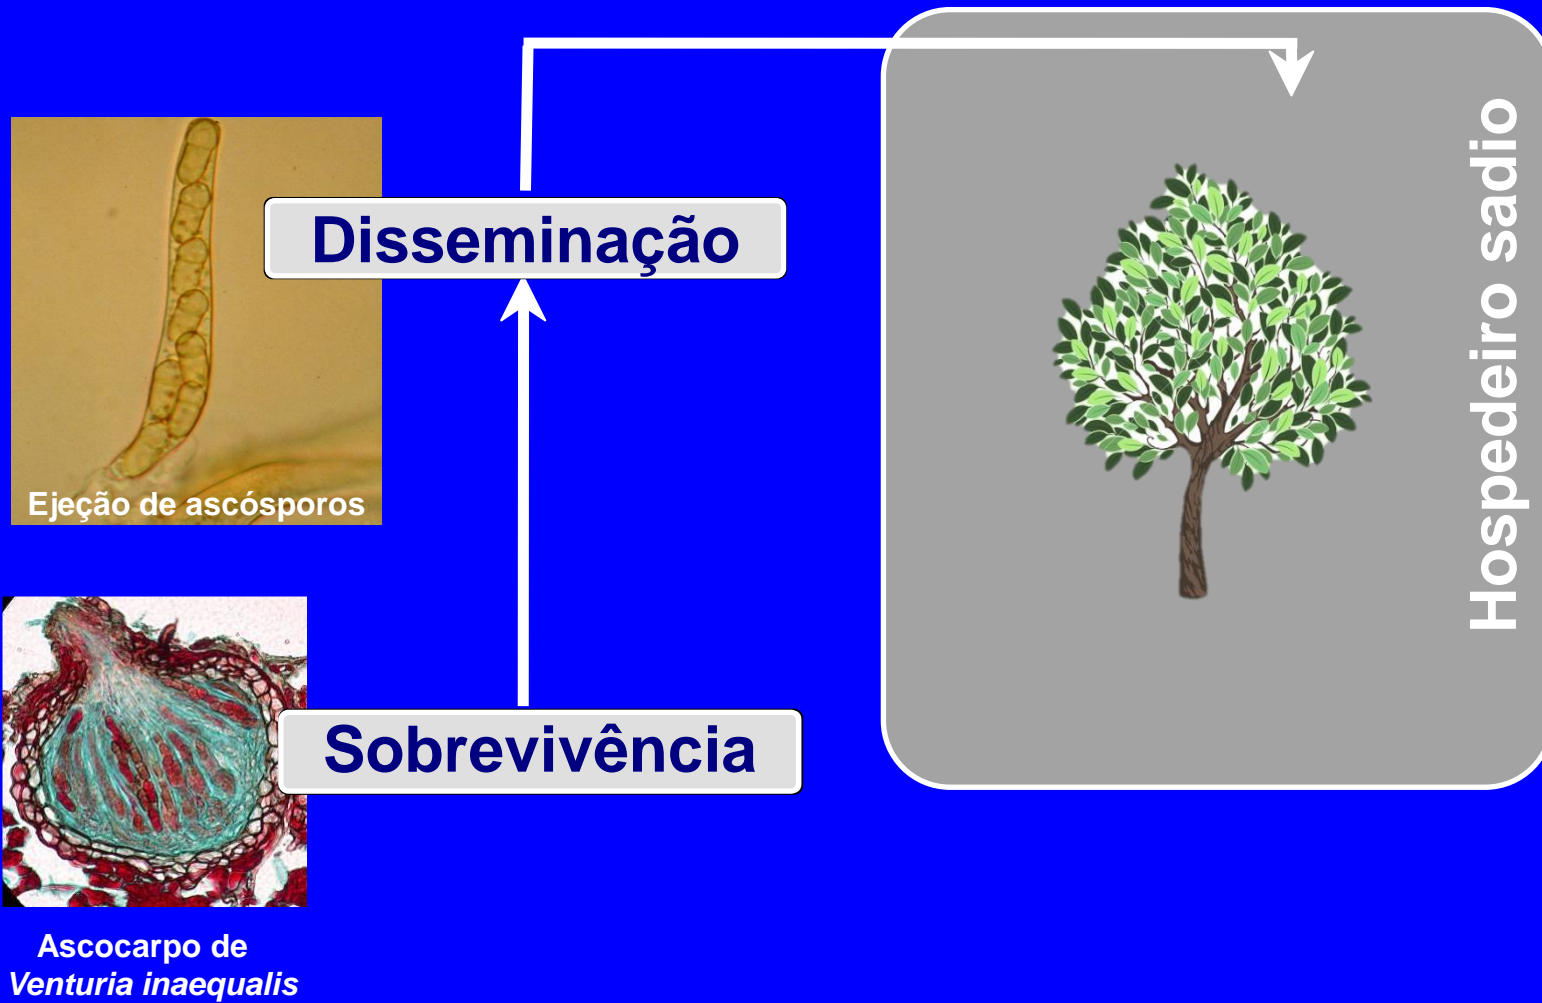 Disseminação
Ejeção de ascósporos
Sobrevivência
Ascocarpo de
Venturia inaequalis
Hospedeiro sadio